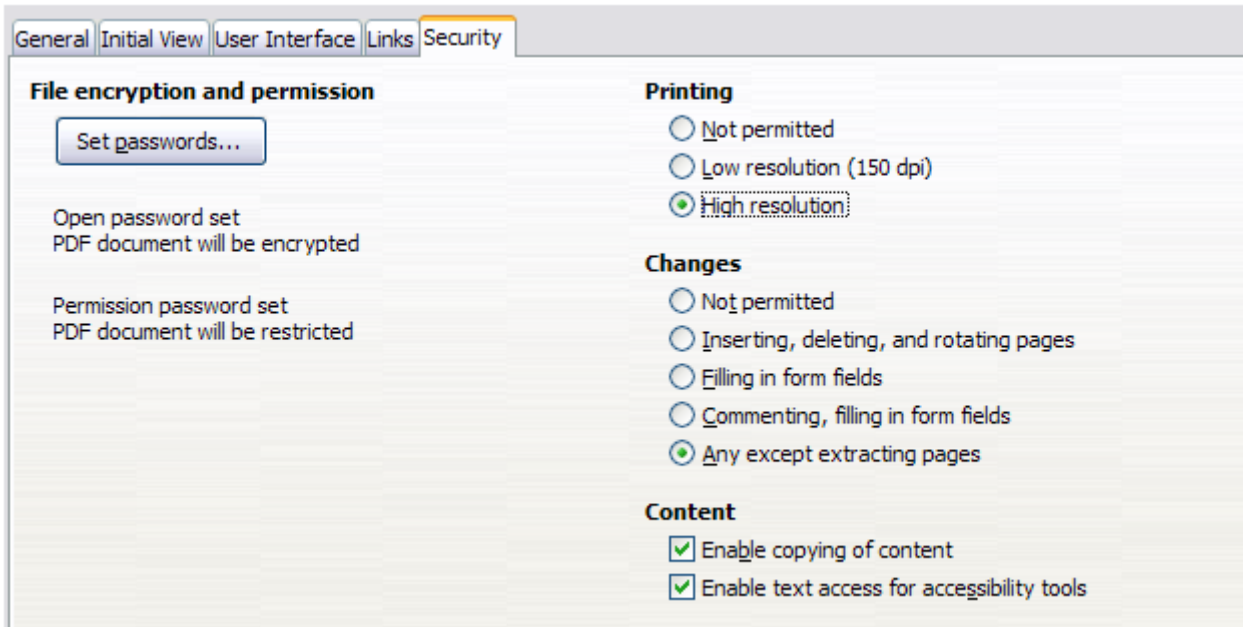 General Initial View User Interface Links Security
File encryption and permission
Set passwords...
Open password set
PDF document will be encrypted
Permission password set
PDF document will be restricted
Printing
Not permitted
Low resolution (150 dpi)
High resolution
Changes
Not permitted
Inserting, deleting, and rotating pages
Filling in form fields
Commenting, filling in form fields
Any except extracting pages
Content
Enable copying of content
Enable text access for accessibility tools